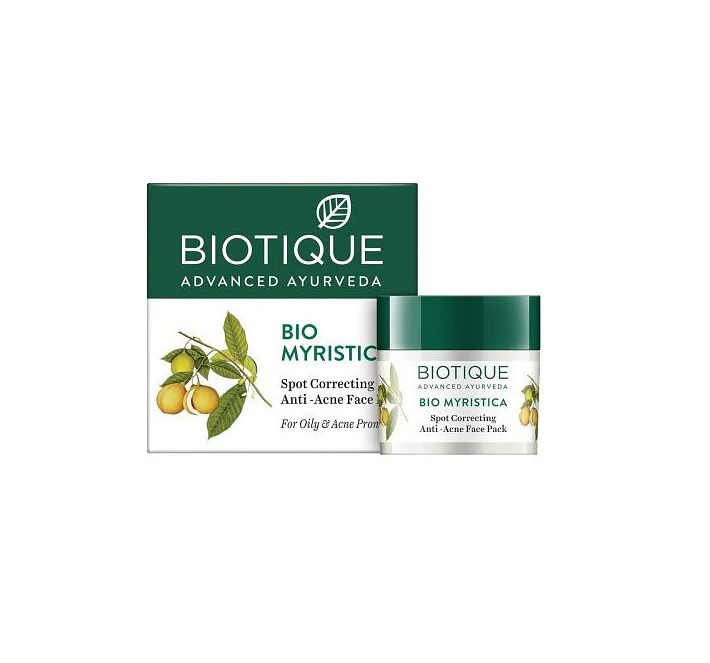 BIOTIQUE
ADVANCED AYURVEDA
BIO
MYRISTIC
Spot Correcting
Anti -Acne Face
For Oily & Acne Pron
BIOTIQUE
ADVANCED AYURVEDA
BIO MYRISTICA
Spot Correcting
Anti -Acne Face Pack